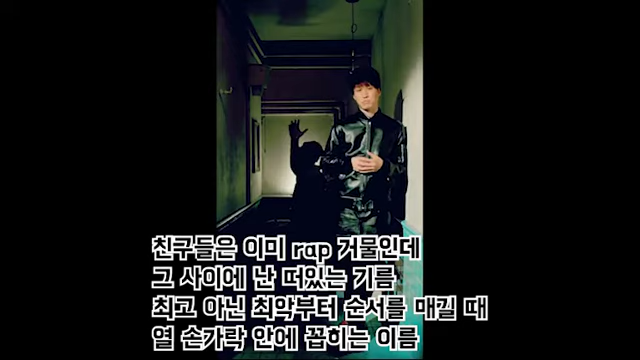 친구들은 이미 rap 거물인데
그 사이에 난 떠있는 기름
최고 아닌 최악부터 순서를 매길 때
열 손가락 안에 꼽히는 이름